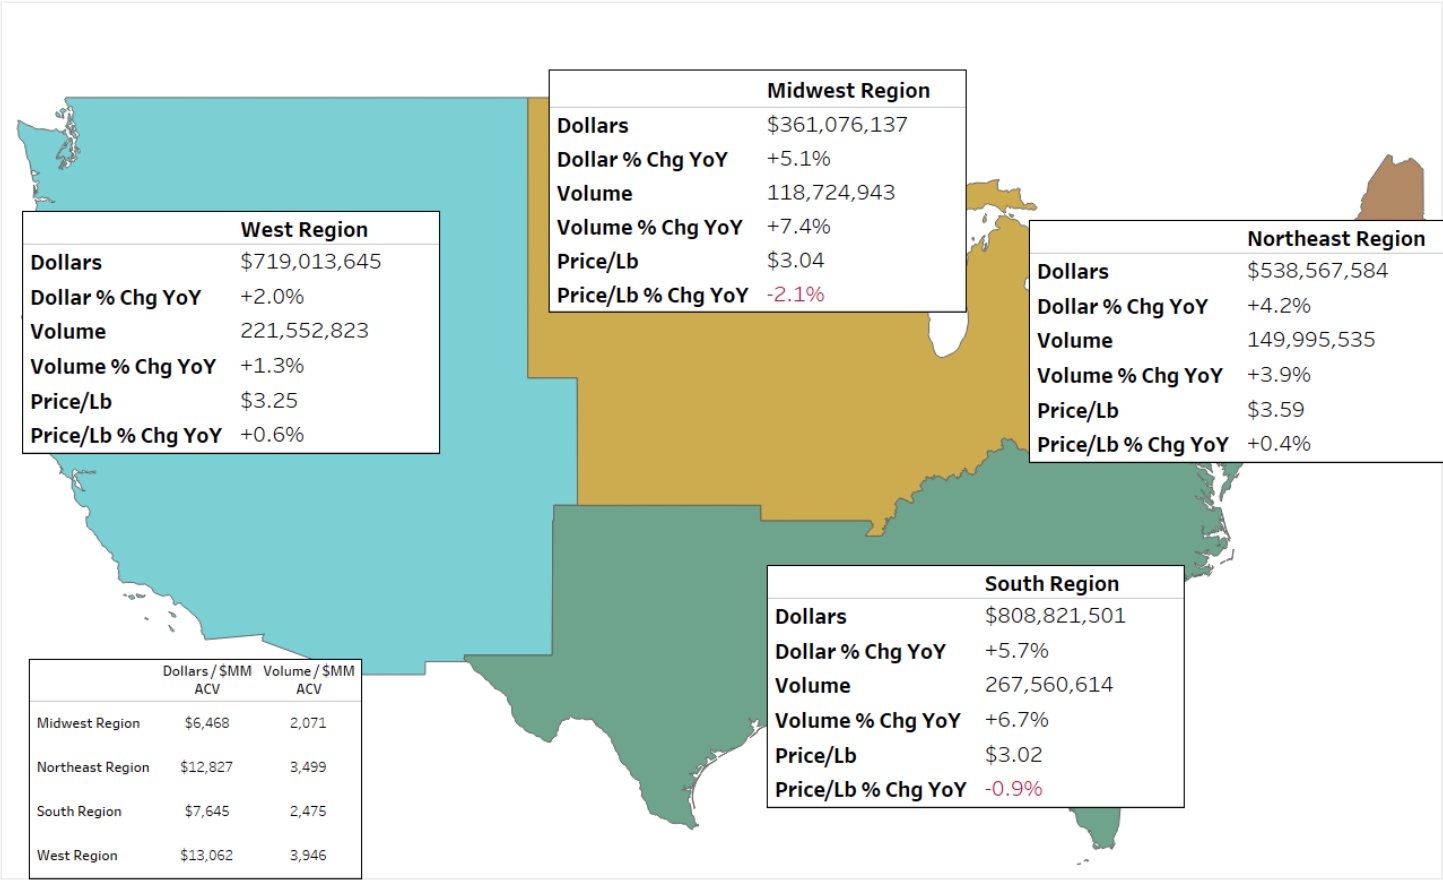 Midwest Region
Dollars $361,076,137
Dollar % Chg YoY +5.1%
Volume 118,724,943
Volume % Chg YoY +7.4%
Price/Lb $3.04
Price/Lb % Chg YoY -2.1%
West Region
Dollars $719,013,645
Dollar % Chg YoY +2.0%
Volume 221,552,823
Volume % Chg YoY +1.3%
Price/Lb $3.25
Price/Lb % Chg YoY +0.6%
Northeast Region
Dollars $538,567,584
Dollar % Chg YoY +4.2%
Volume 149,995,535
Volume % Chg YoY +3.9%
Price/Lb $3.59
Price/Lb % Chg YoY +0.4%
South Region
Dollars $808,821,501
Dollar % Chg YoY +5.7%
Volume 267,560,614
Volume % Chg YoY +6.7%
Price/Lb $3.02
Price/Lb % Chg YoY -0.9%
Dollars / $MM Volume / $MM
ACV ACV
Midwest Region $6,468 2,071
Northeast Region $12,827 3,499
South Region $7,645 2,475
West Region $13,062 3,946